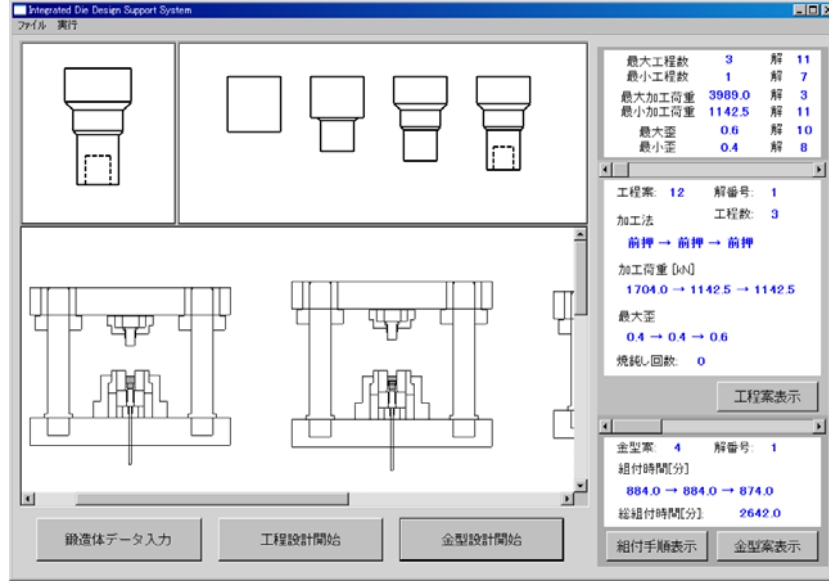 Integrated Die Design Support System
ファイル 実行
最大工程数 3 解 11
最小工程数 1 解 7
最大加工荷重 3989.0 解 3
最小加工荷重 1142.5 解 11
最大歪 0.6 解 10
最小歪 0.4 解 8
工程案: 12 解番号: 1
加工法 工程数: 3
前押 → 前押 → 前押
加工荷重 [kN]
1704.0 → 1142.5 → 1142.5
最大歪
0.4 → 0.4 → 0.6
焼鈍し回数: 0
工程案表示
金型案: 4 解番号: 1
組付時間[分]
884.0 → 884.0 → 874.0
総組付時間[分]: 2642.0
組付手順表示 金型案表示
鍛造体データ入力 工程設計開始 金型設計開始